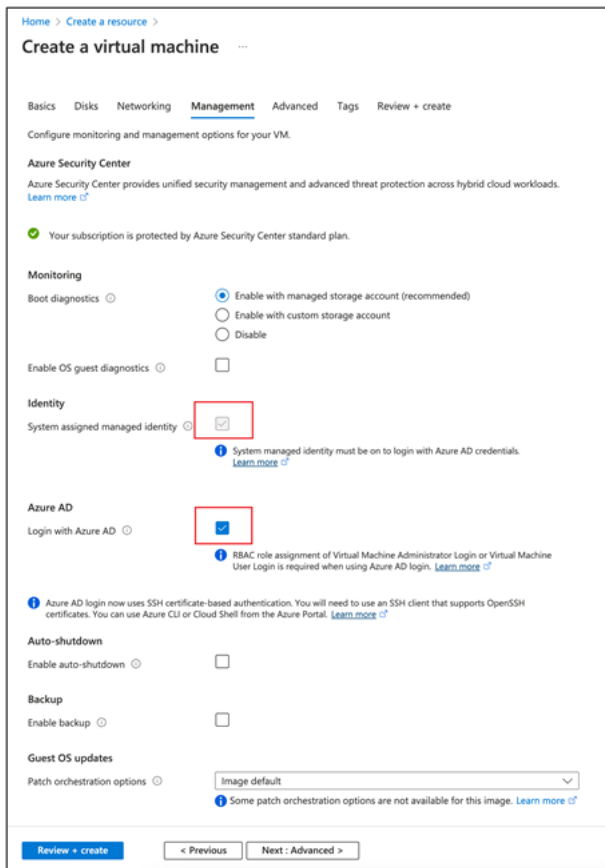 Home > Create a resource >
Create a virtual machine ...
Basics Disks Networking Management Advanced Tags Review + create
Configure monitoring and management options for your VM.
Azure Security Center
Azure Security Center provides unified security management and advanced threat protection across hybrid cloud workloads.
Learn more
Your subscription is protected by Azure Security Center standard plan.
Monitoring
Boot diagnostics
Enable with managed storage account (recommended)
Enable with custom storage account
Disable
Enable OS guest diagnostics
Identity
System assigned managed identity
System managed identity must be on to login with Azure AD credentials.
Learn more
Azure AD
Login with Azure AD
RBAC role assignment of Virtual Machine Administrator Login or Virtual Machine
User Login is required when using Azure AD login. Learn more
Azure AD login now uses SSH certificate-based authentication. You will need to use an SSH client that supports OpenSSH
certificates. You can use Azure CLI or Cloud Shell from the Azure Portal. Learn more
Auto-shutdown
Enable auto-shutdown
Backup
Enable backup
Guest OS updates
Patch orchestration options Image default
Some patch orchestration options are not available for this image. Learn more
Review + create < Previous Next : Advanced >